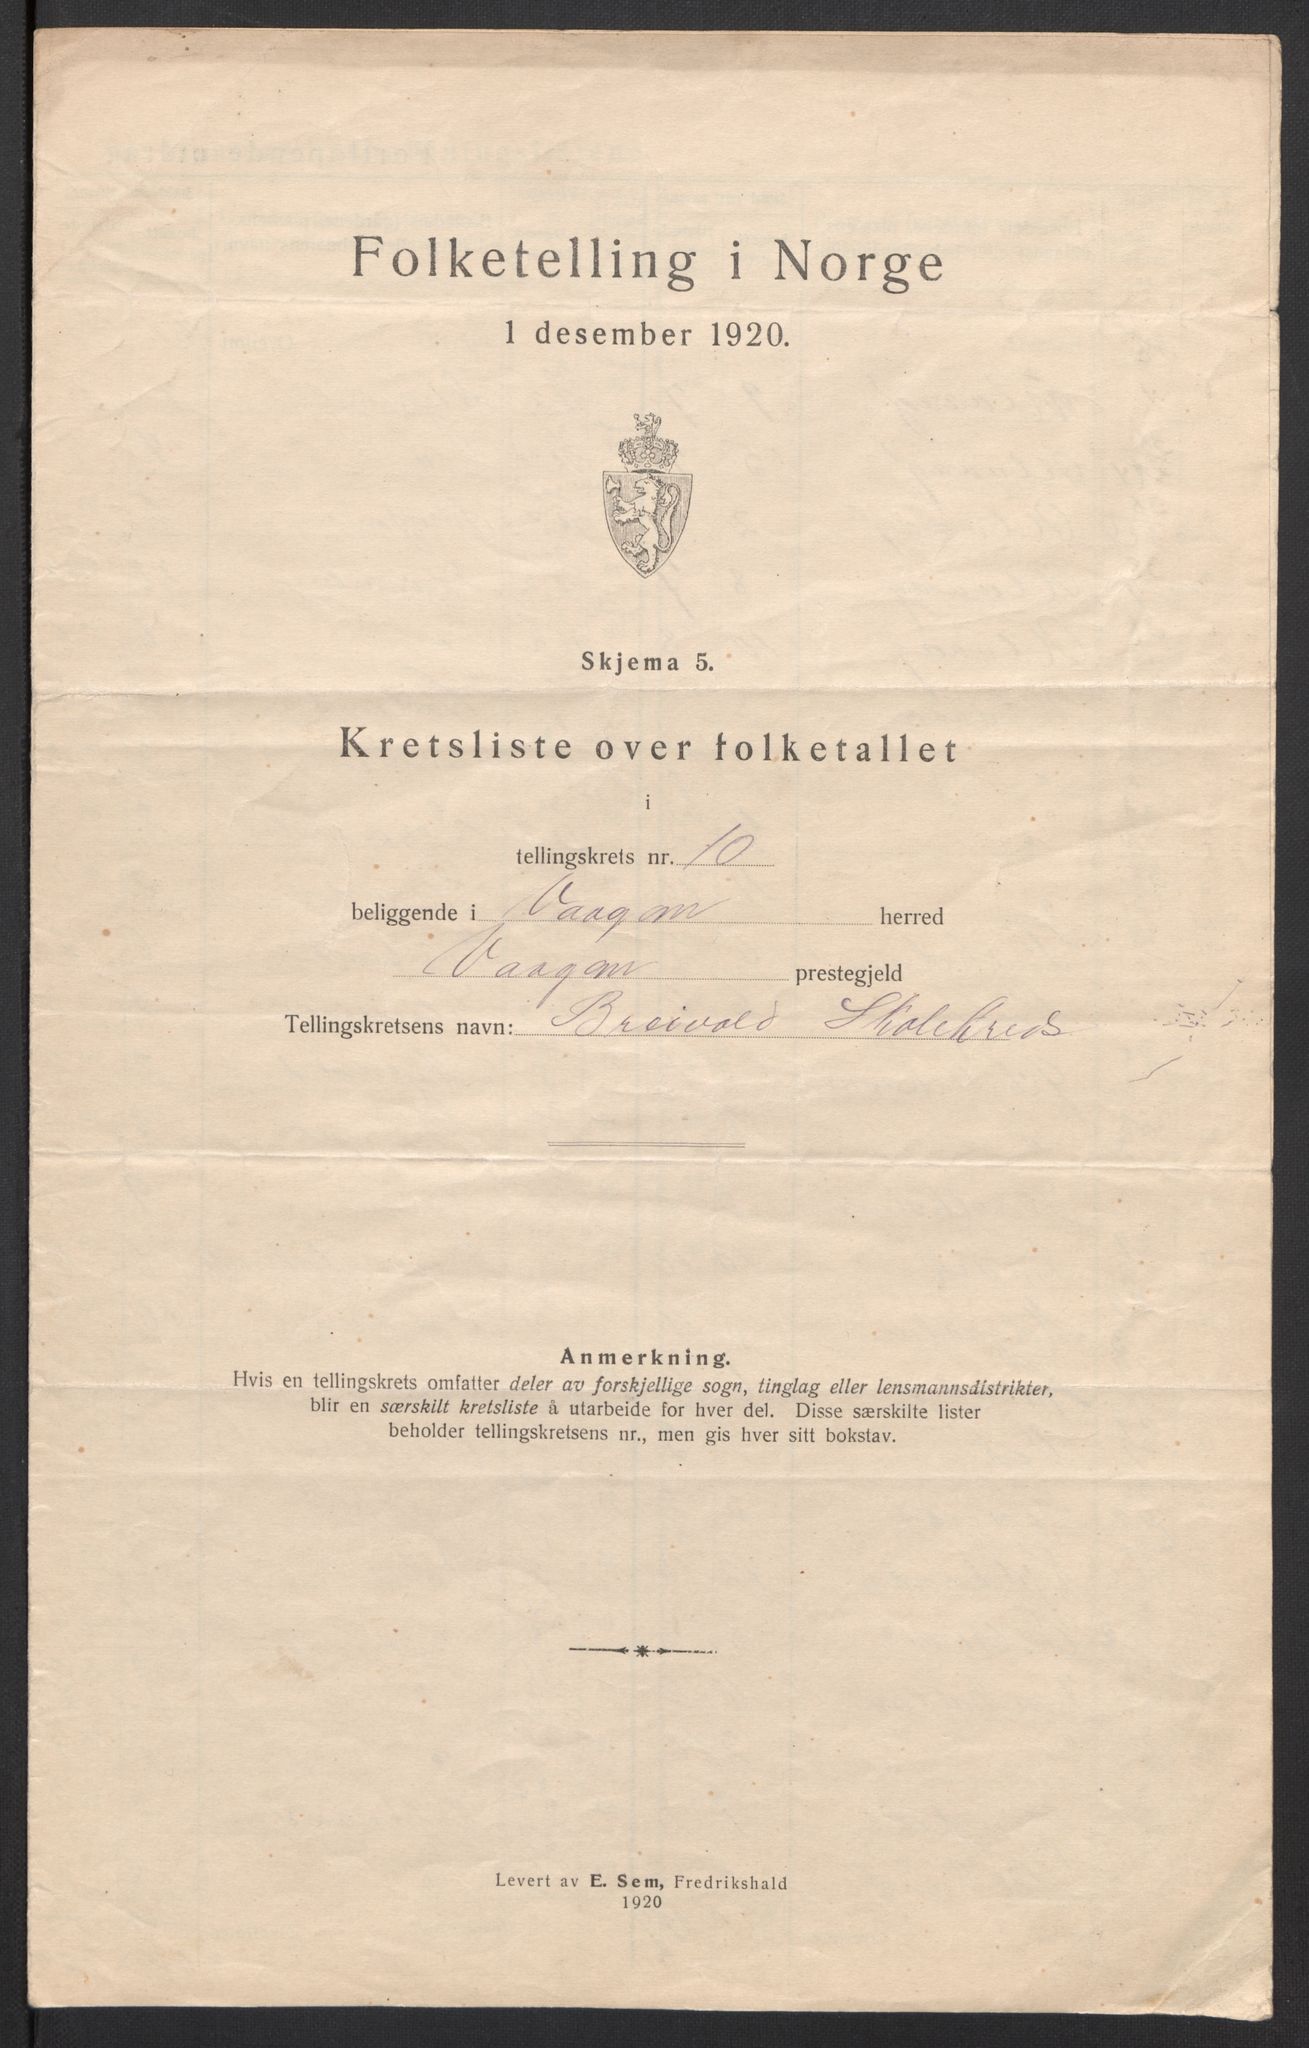 Folketelling i Norge
1 desember 1920.
Skjema 5.
Kretsliste over folketallet
i
tellingskrets nr. 10
beliggende i Vaagan herred
Vaagan prestegjeld
Tellingskretsens navn: Breivold Skolekreds
Anmerkning.
Hvis en tellingskrets omfatter deler av forskjellige sogn, tinglag eller lensmannsdistrikter,
blir en særskilt kretsliste å utarbeide for hver del. Disse særskilte lister
beholder tellingskretsens nr., men gis hver sitt bokstav.
Levert av E. Sem, Fredrikshald
1920